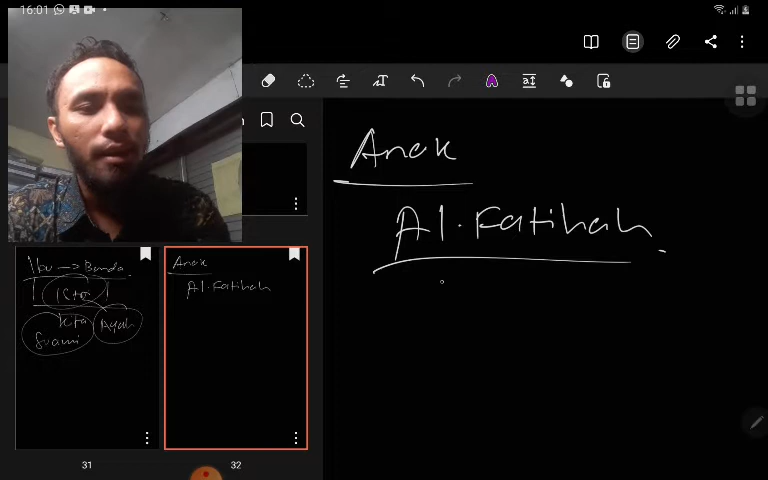 16:01
Anak
Al. Fatihah
Ibu → Bunda
Istri
Kita Ayah
Suami
31
Anak
Al. Fatihah
32